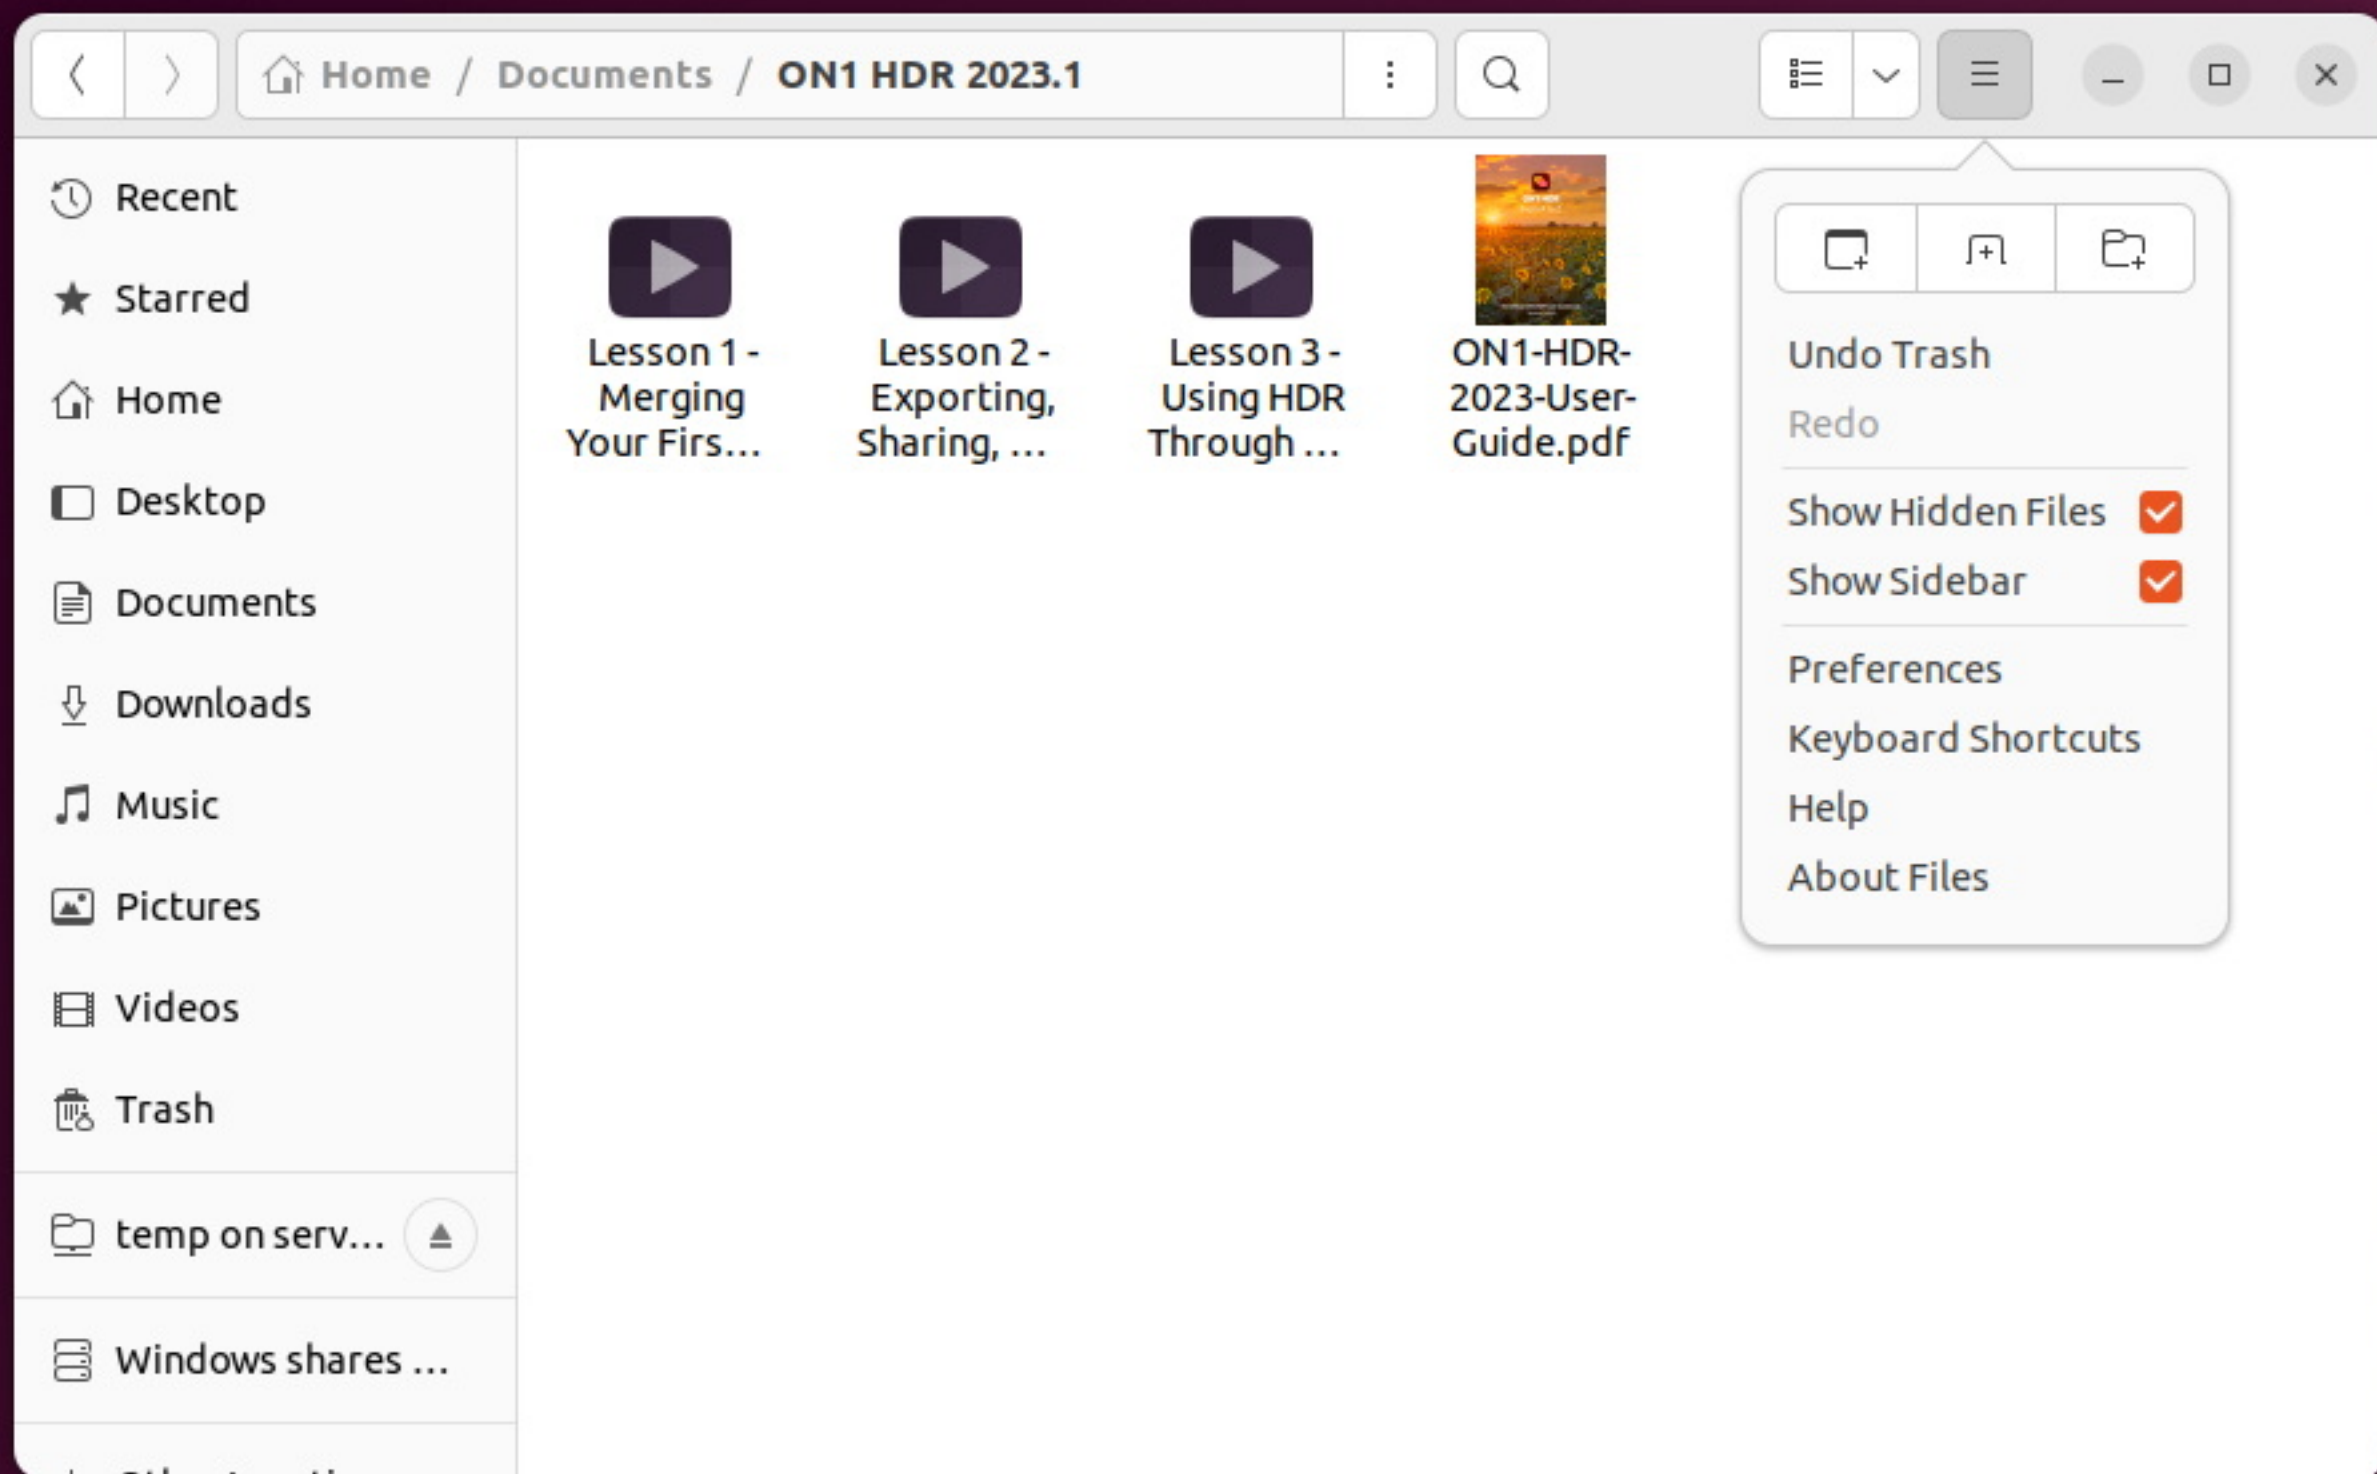 Home / Documents / ON1 HDR 2023.1
Recent
Starred
Home
Desktop
Documents
Downloads
Music
Pictures
Videos
Trash
temp on serv...
Windows shares ...
Lesson 1 -
Merging
Your Firs...
Lesson 2 -
Exporting,
Sharing, ...
Lesson 3 -
Using HDR
Through ...
ON1-HDR-
2023-User-
Guide.pdf
Undo Trash
Redo
Show Hidden Files
Show Sidebar
Preferences
Keyboard Shortcuts
Help
About Files